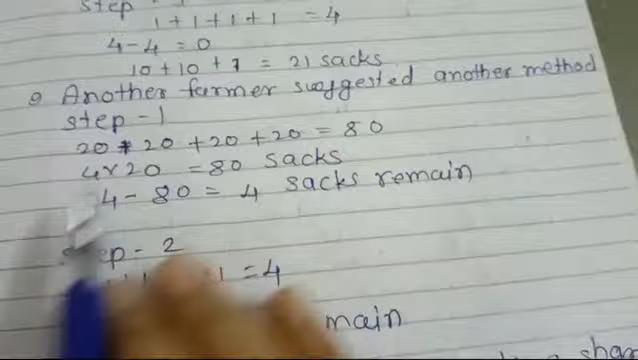 step
1+1+1+1 =4
4-4 =0
10+10+1 = 21 sacks
Another farmer suggested another method
step -1
20 + 20 +20 +20 = 80
4×20 =80 sacks
4 - 80 = 4 sacks remain
step - 2
1 =4
main